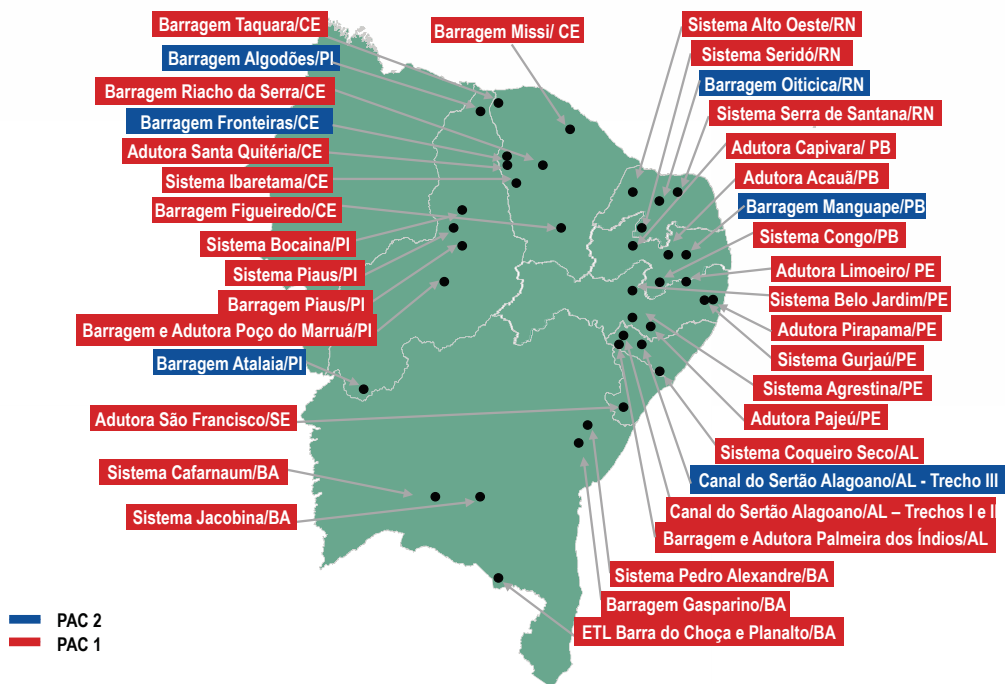 Barragem Taquara/CE
Barragem Algodões/PI
Barragem Riacho da Serra/CE
Barragem Fronteiras/CE
Adutora Santa Quitéria/CE
Sistema Ibaretama/CE
Barragem Figueiredo/CE
Sistema Bocaina/PI
Sistema Piaus/PI
Barragem Piaus/PI
Barragem e Adutora Poço do Marruá/PI
Barragem Atalaia/PI
Adutora São Francisco/SE
Sistema Cafarnaum/BA
Sistema Jacobina/BA
Barragem Missi/ CE
Sistema Alto Oeste/RN
Sistema Seridó/RN
Barragem Oiticica/RN
Sistema Serra de Santana/RN
Adutora Capivara/ PB
Adutora Acauã/PB
Barragem Manguape/PB
Sistema Congo/PB
Adutora Limoeiro/ PE
Sistema Belo Jardim/PE
Adutora Pirapama/PE
Sistema Gurjaú/PE
Sistema Agrestina/PE
Adutora Pajeú/PE
Sistema Coqueiro Seco/AL
Canal do Sertão Alagoano/AL - Trecho III
Canal do Sertão Alagoano/AL – Trechos I e II
Barragem e Adutora Palmeira dos Índios/AL
Sistema Pedro Alexandre/BA
Barragem Gasparino/BA
ETL Barra do Choça e Planalto/BA
PAC 2
PAC 1